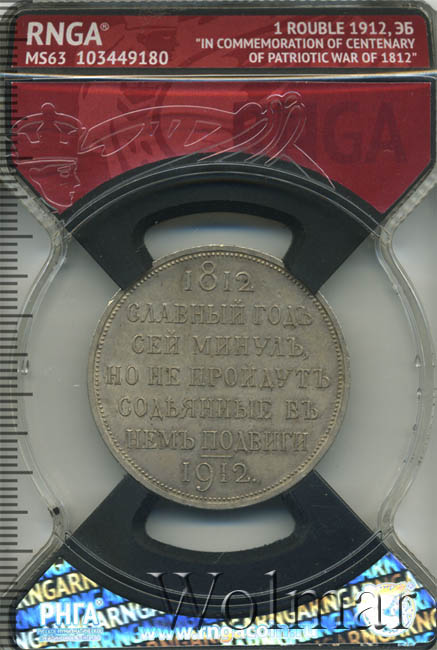 RNGA®
MS63 103449180
1 ROUBLE 1912, ЭБ
"IN COMMEMORATION OF CENTENARY
OF PATRIOTIC WAR OF 1812"
RNGA
1812
СЛАВНЫЙ ГОДЪ
СЕЙ МИНУЛЪ,
НО НЕ ПРОЙДУТЪ
СОДѢЯННЫЕ ВЪ
НЕМЪ ПОДВИГИ
1912.
РНГА
Wolmar